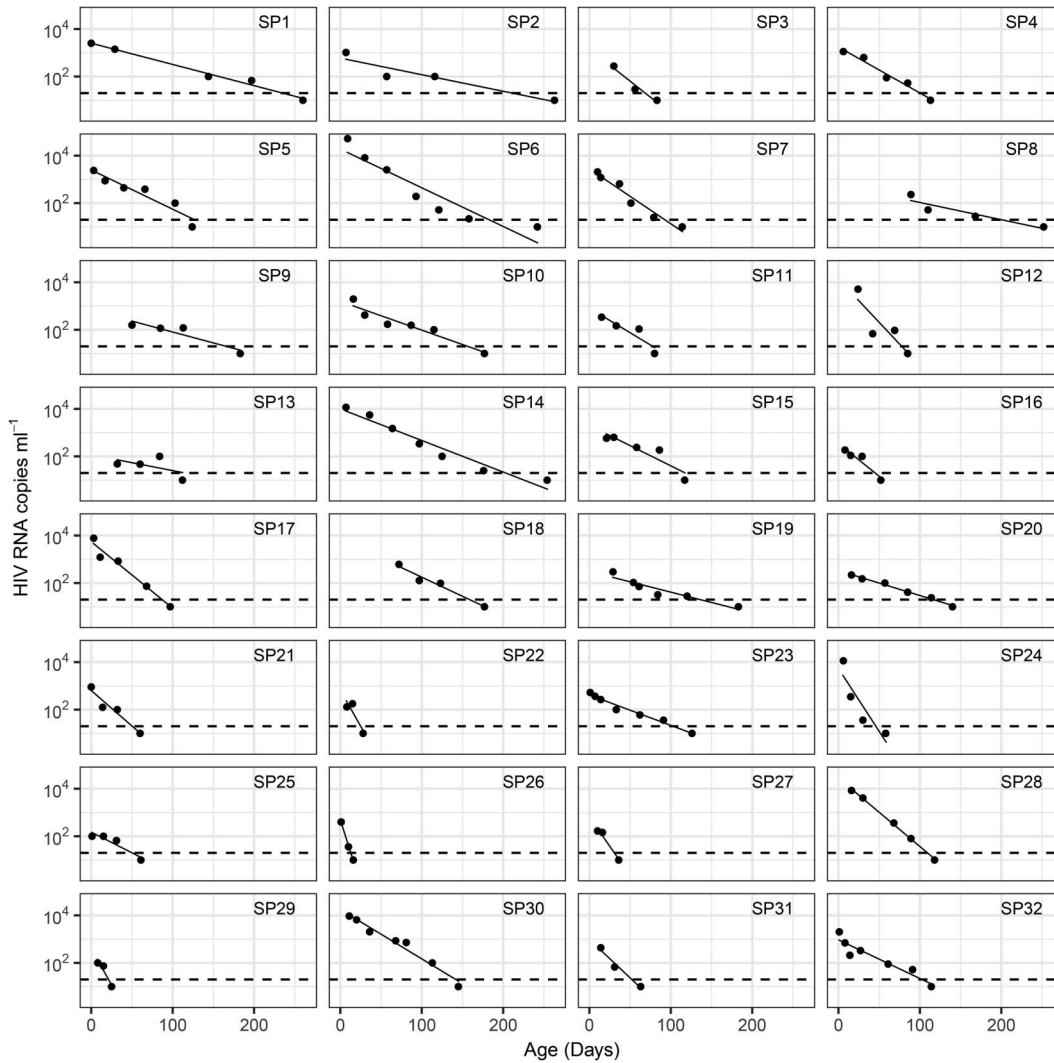 SP1 SP2 SP3 SP4
10⁴
10²
SP5 SP6 SP7 SP8
10⁴
10²
SP9 SP10 SP11 SP12
10⁴
10²
SP13 SP14 SP15 SP16
10⁴
10²
SP17 SP18 SP19 SP20
10⁴
10²
SP21 SP22 SP23 SP24
10⁴
10²
SP25 SP26 SP27 SP28
10⁴
10²
SP29 SP30 SP31 SP32
10⁴
10²
HIV RNA copies ml⁻¹
0 100 200 0 100 200 0 100 200 0 100 200
Age (Days)